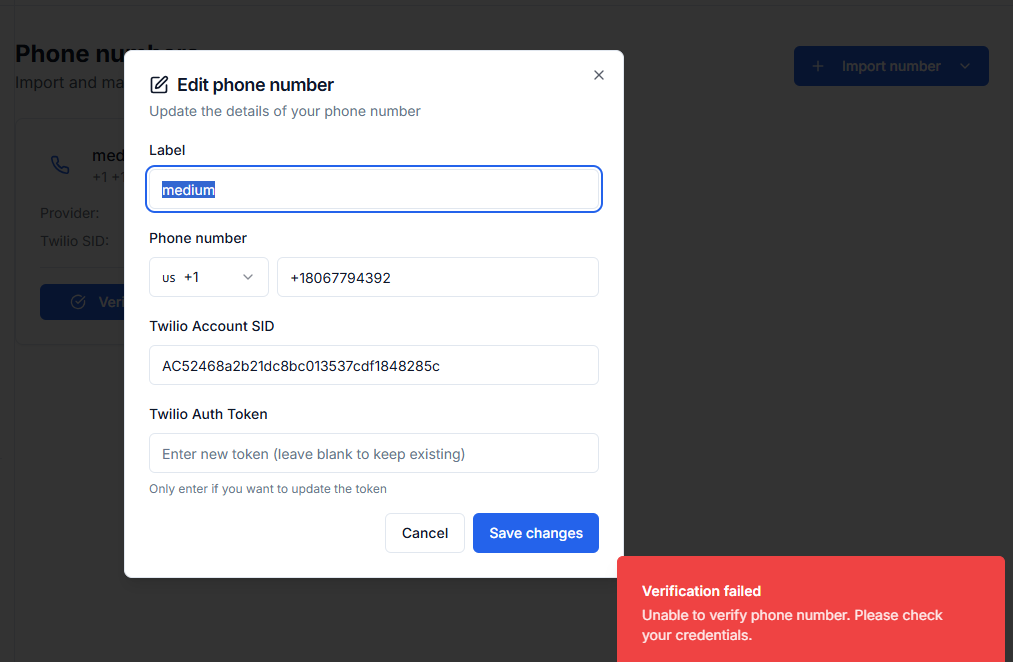 Phone numbers
Import and ma
Import number
med
+1 +1
Provider:
Twilio SID:
Veri
Edit phone number
Update the details of your phone number
Label
medium
Phone number
US +1
+18067794392
Twilio Account SID
AC52468a2b21dc8bc013537cdf1848285c
Twilio Auth Token
Enter new token (leave blank to keep existing)
Only enter if you want to update the token
Cancel
Save changes
Verification failed
Unable to verify phone number. Please check
your credentials.